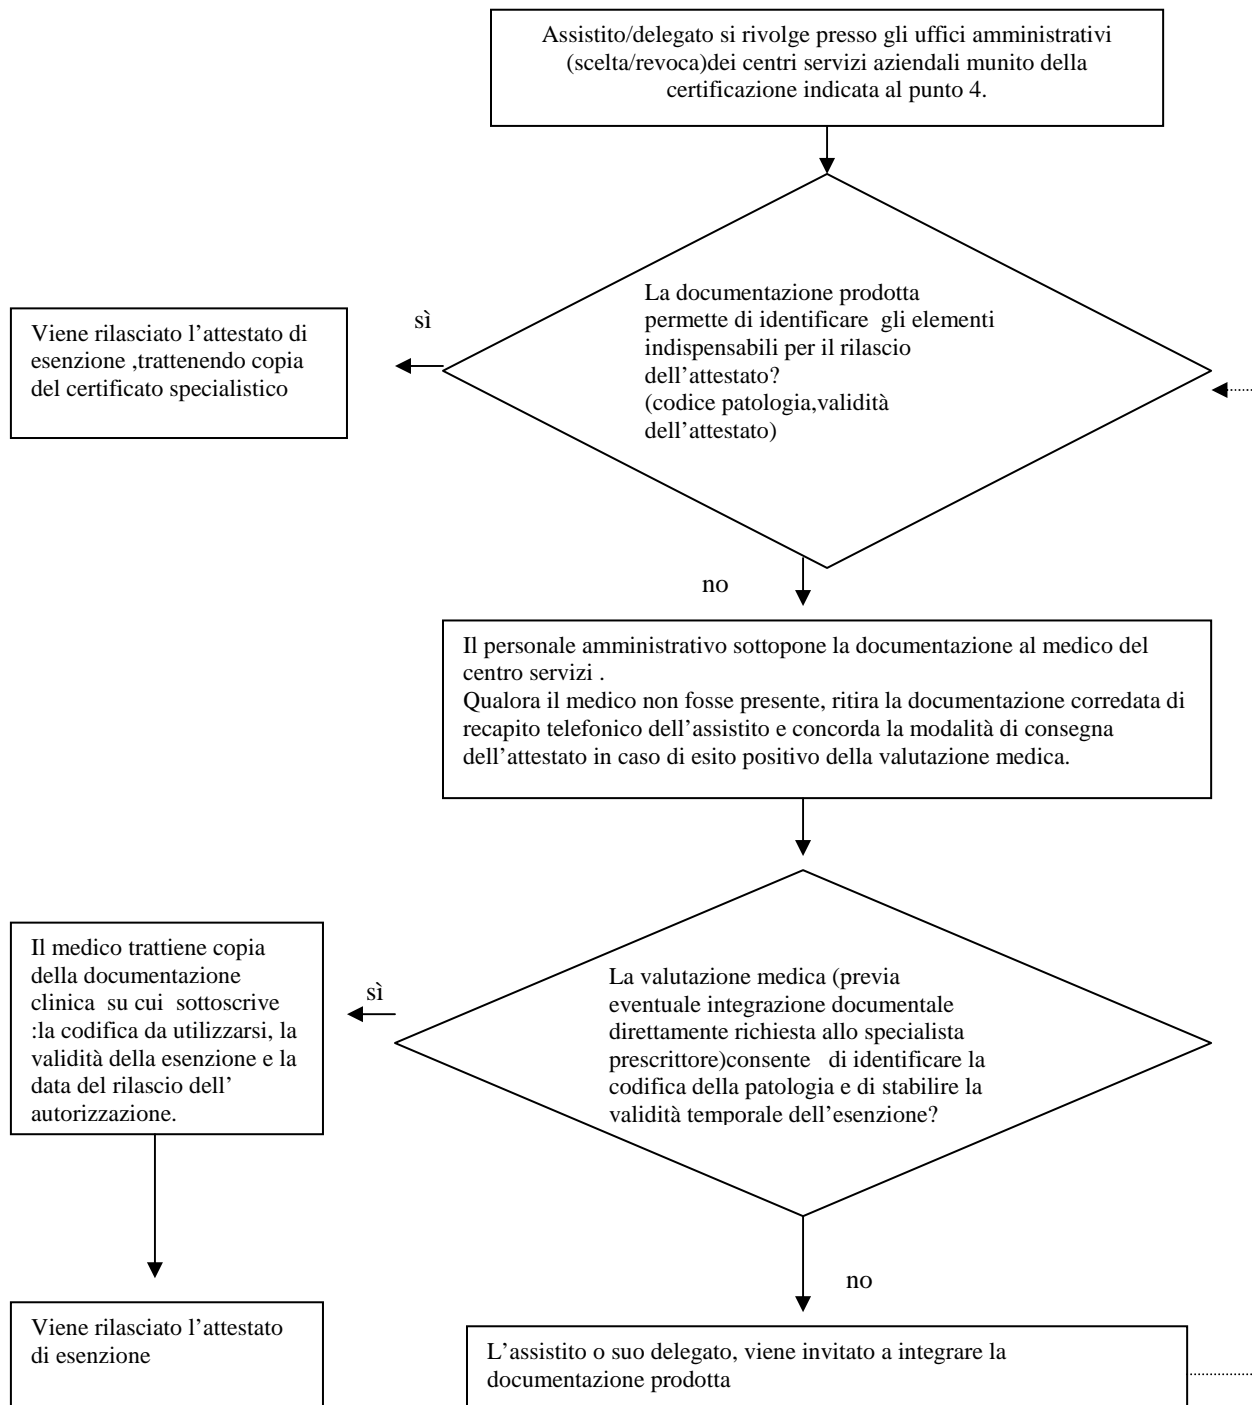 Assistito/delegato si rivolge presso gli uffici amministrativi
(scelta/revoca)dei centri servizi aziendali munito della
certificazione indicata al punto 4.
La documentazione prodotta
permette di identificare  gli elementi
indispensabili per il rilascio
dell’attestato?
(codice patologia,validità
dell’attestato)
sì
Viene rilasciato l’attestato di
esenzione ,trattenendo copia
del certificato specialistico
no
Il personale amministrativo sottopone la documentazione al medico del
centro servizi .
Qualora il medico non fosse presente, ritira la documentazione corredata di
recapito telefonico dell’assistito e concorda la modalità di consegna
dell’attestato in caso di esito positivo della valutazione medica.
La valutazione medica (previa
eventuale integrazione documentale
direttamente richiesta allo specialista
prescrittore)consente   di identificare la
codifica della patologia e di stabilire la
validità temporale dell’esenzione?
sì
Il medico trattiene copia
della documentazione
clinica  su cui  sottoscrive
:la codifica da utilizzarsi, la
validità della esenzione e la
data del rilascio dell’
autorizzazione.
no
Viene rilasciato l’attestato
di esenzione
L’assistito o suo delegato, viene invitato a integrare la
documentazione prodotta